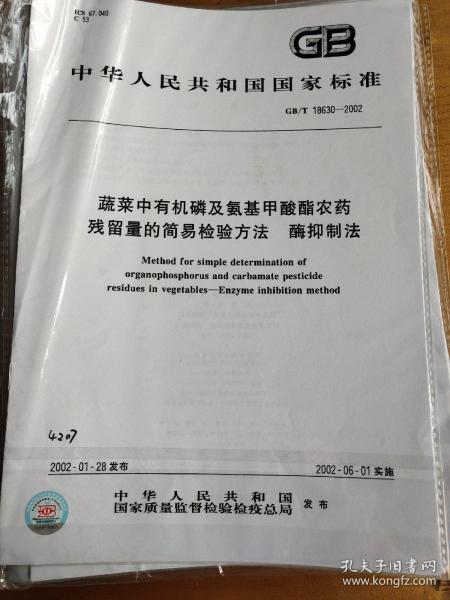 ICS 67.040
C 53
GB
中华人民共和国国家标准
GB/T 18630—2002
蔬菜中有机磷及氨基甲酸酯农药
残留量的简易检验方法 酶抑制法
Method for simple determination of
organophosphorus and carbamate pesticide
residues in vegetables—Enzyme inhibition method
4207
2002-01-28发布
2002-06-01实施
中华人民共和国
国家质量监督检验检疫总局
发布
孔夫子旧书网
www.kongfz.com